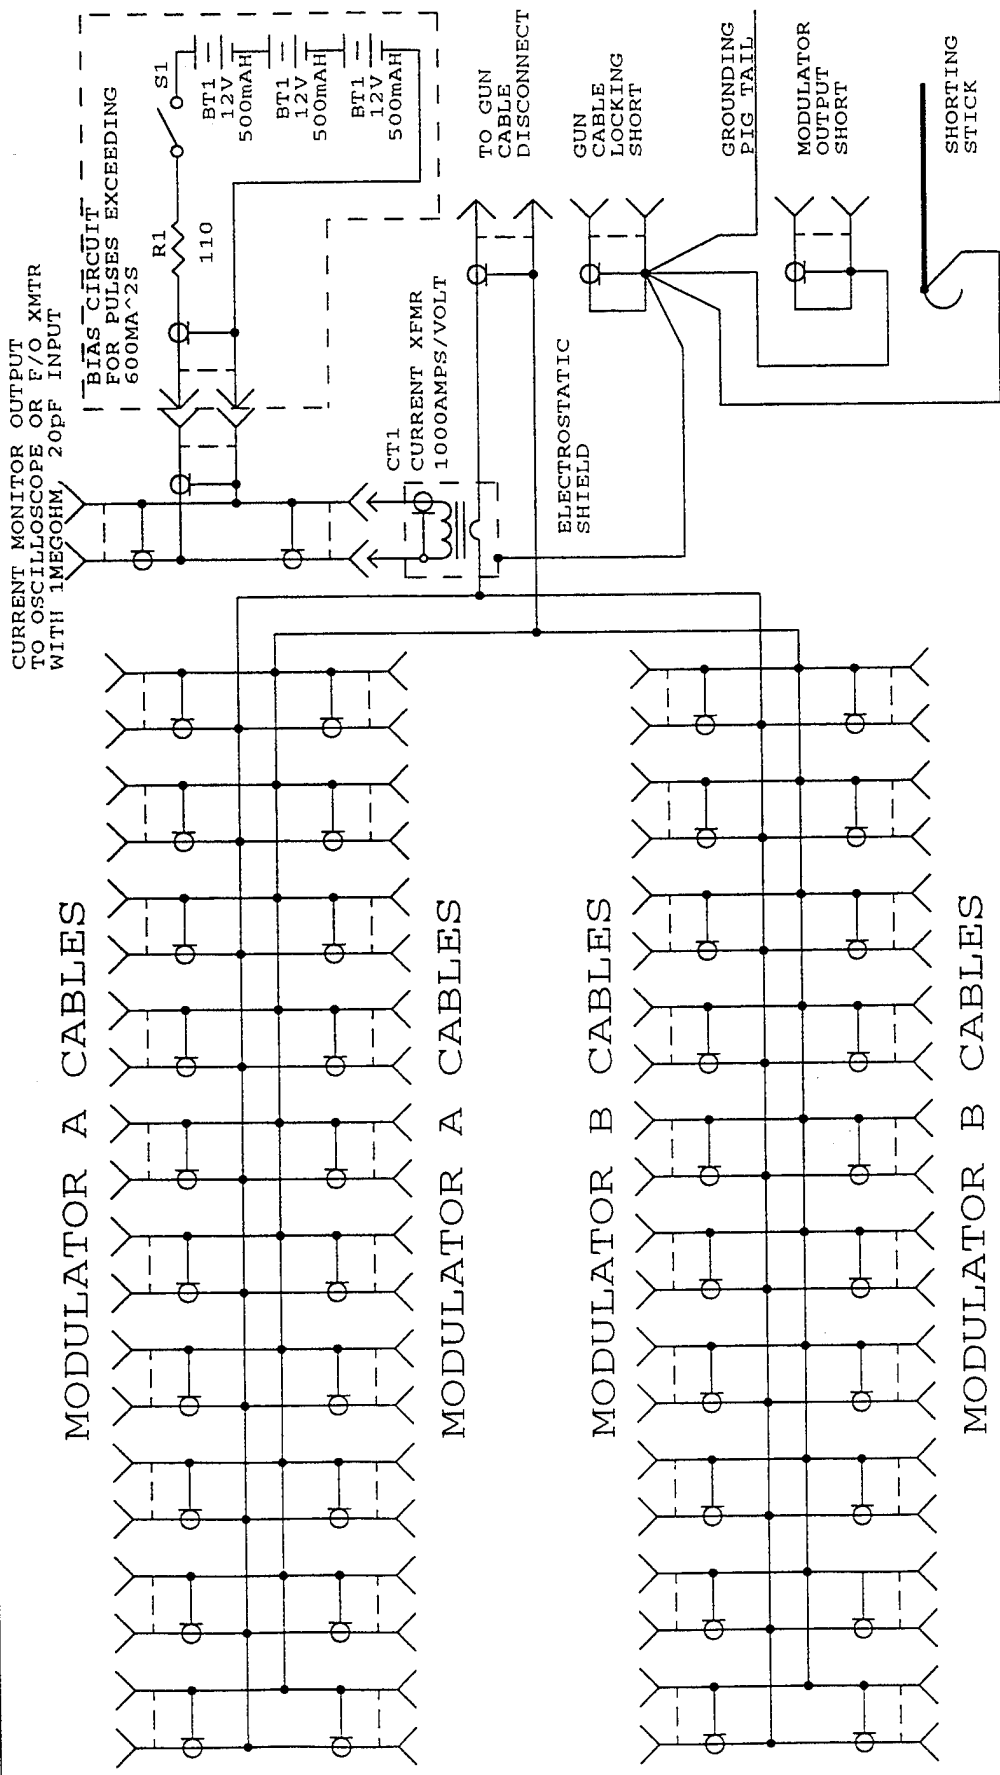 CURRENT MONITOR OUTPUT
TO OSCILLOSCOPE OR F/O XMTR
WITH 1MEGOHM 20pF INPUT
BIAS CIRCUIT
FOR PULSES EXCEEDING
600MA^2S
R1
110
S1
BT1
12V
500mAH
BT1
12V
500mAH
BT1
12V
500mAH
CT1
CURRENT XFMR
1000AMPS/VOLT
TO GUN
CABLE
DISCONNECT
ELECTROSTATIC
SHIELD
GUN
CABLE
LOCKING
SHORT
GROUNDING
PIG TAIL
MODULATOR
OUTPUT
SHORT
SHORTING
STICK
MODULATOR A CABLES
MODULATOR A CABLES
MODULATOR B CABLES
MODULATOR B CABLES